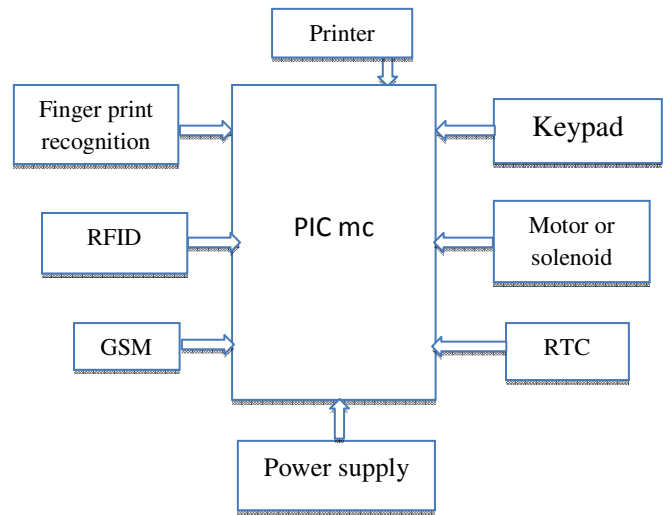 Printer
Finger print
recognition
Keypad
PIC mc
RFID
Motor or
solenoid
GSM
RTC
Power supply